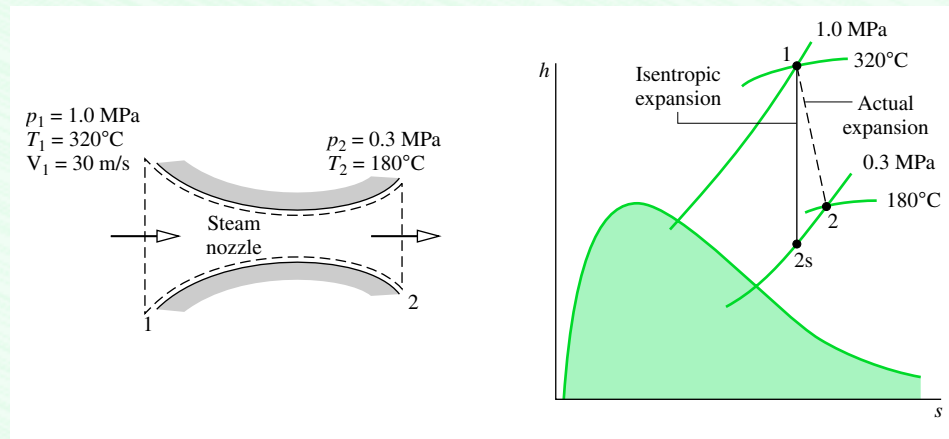 p₁ = 1.0 MPa
T₁ = 320°C
V₁ = 30 m/s
p₂ = 0.3 MPa
T₂ = 180°C
Steam
nozzle
1
2
h
1.0 MPa
1
320°C
Isentropic
expansion
Actual
expansion
0.3 MPa
180°C
2
2s
s